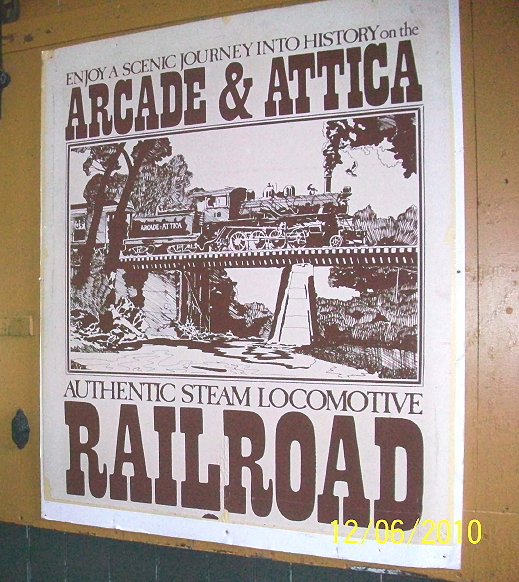 ENJOY A SCENIC JOURNEY INTO HISTORY on the
ARCADE & ATTICA
ARCADE-ATTICA
AUTHENTIC STEAM LOCOMOTIVE
RAILROAD
12/06/2010